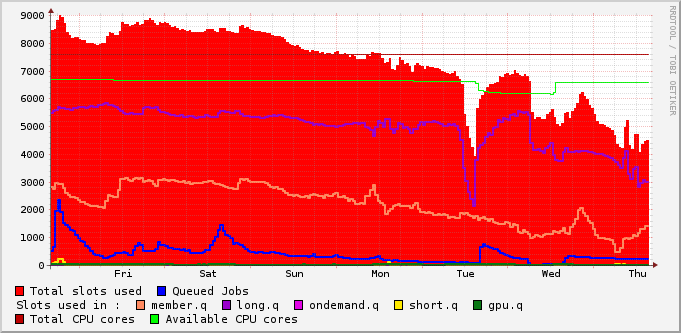 9000
8000
7000
6000
5000
4000
3000
2000
1000
0
Fri Sat Sun Mon Tue Wed Thu
Total slots used Queued Jobs
Slots used in : member.q long.q ondemand.q short.q gpu.q
Total CPU cores Available CPU cores
RRDTOOL / TOBI OETIKER